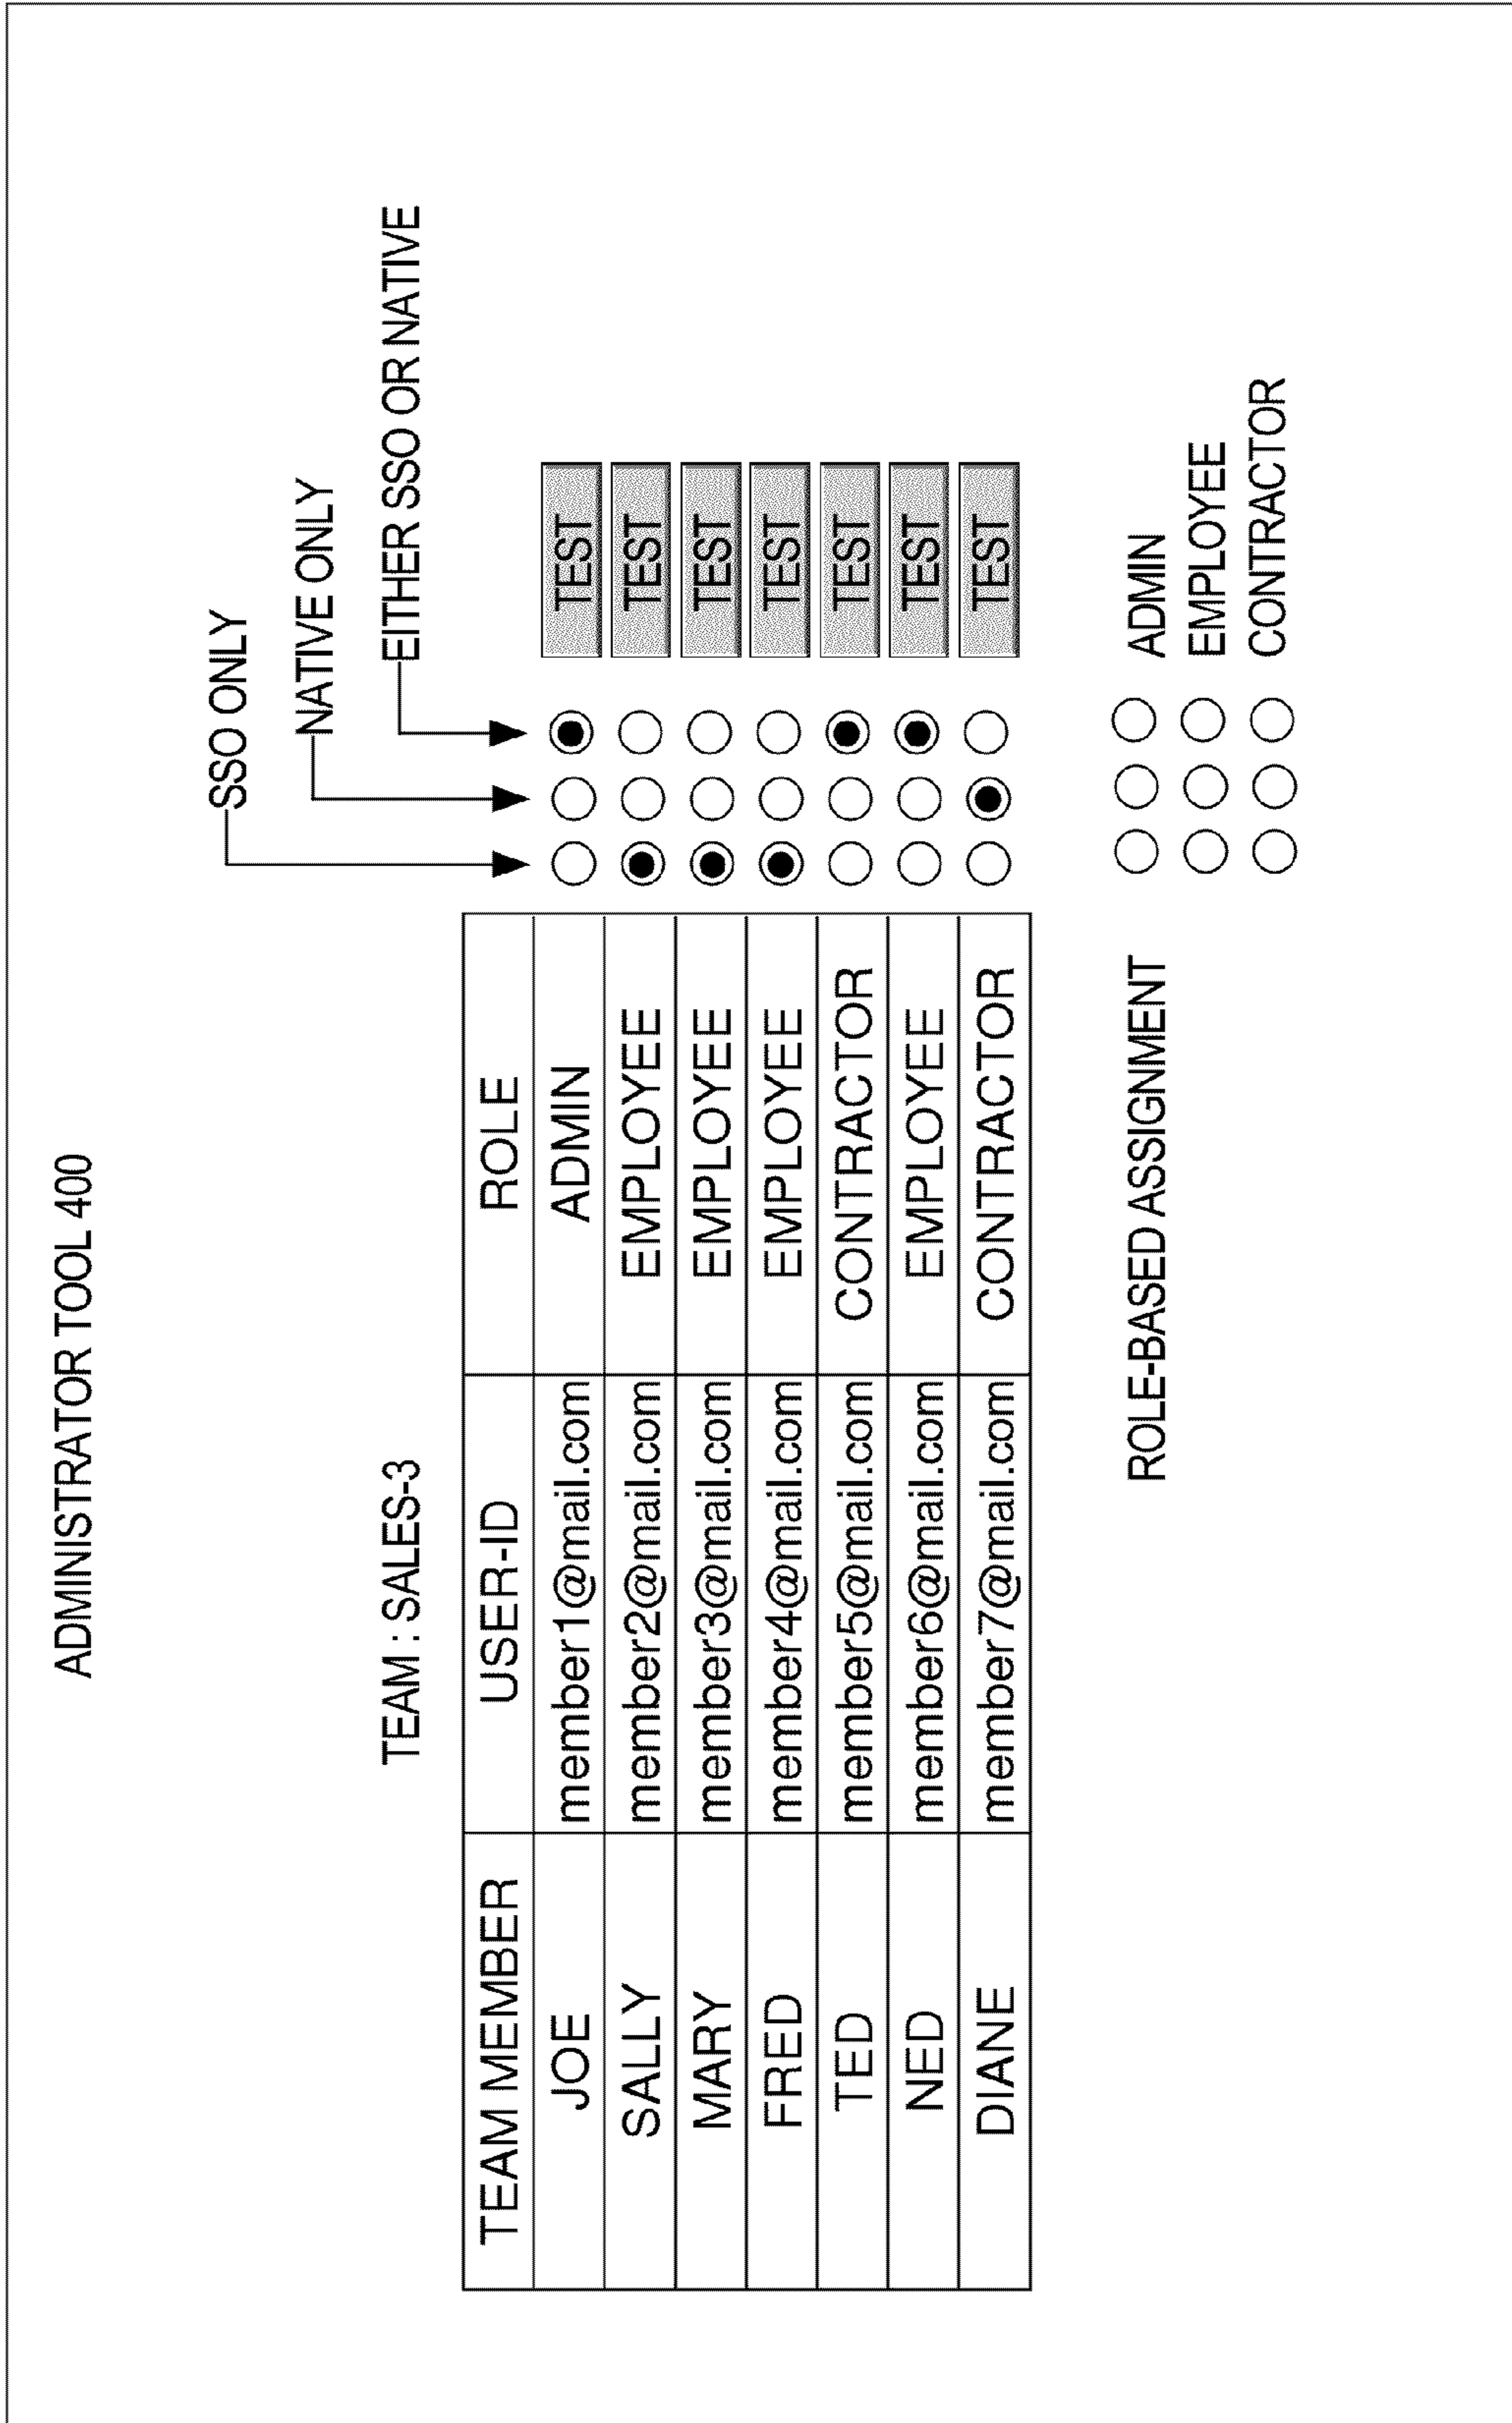 ADMINISTRATOR TOOL 400
SSO ONLY
NATIVE ONLY
TEAM : SALES-3
EITHER SSO OR NATIVE
TEAM MEMBER USER-ID ROLE
JOE member1@mail.com ADMIN TEST
SALLY member2@mail.com EMPLOYEE TEST
MARY member3@mail.com EMPLOYEE TEST
FRED member4@mail.com EMPLOYEE TEST
TED member5@mail.com CONTRACTOR TEST
NED member6@mail.com EMPLOYEE TEST
DIANE member7@mail.com CONTRACTOR TEST
ROLE-BASED ASSIGNMENT ADMIN
EMPLOYEE
CONTRACTOR